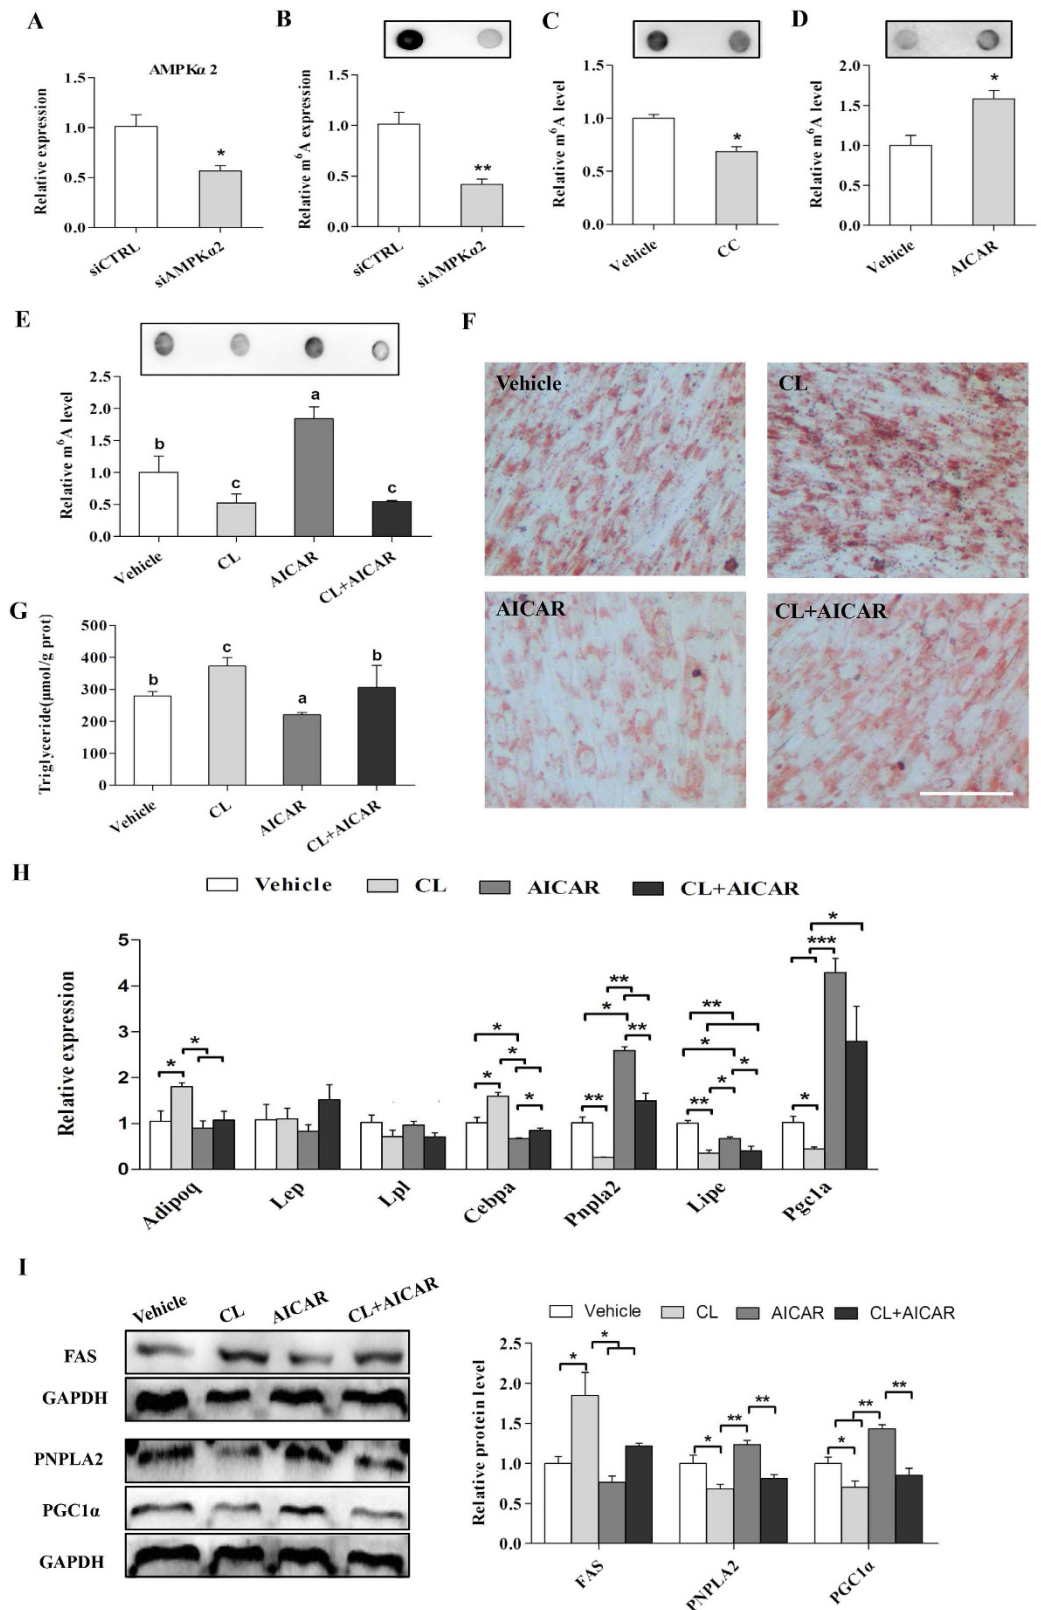 A
AMPKα 2
Relative expression
1.5
1.0
0.5
0.0
*
siCTRL
siAMPKα2
B
Relative m⁶A expression
1.5
1.0
0.5
0.0
**
siCTRL
siAMPKα2
C
Relative m⁶A level
1.5
1.0
0.5
0.0
*
Vehicle
CC
D
Relative m⁶A level
2.0
1.5
1.0
0.5
0.0
*
Vehicle
AICAR
E
Relative m⁶A level
2.5
2.0
1.5
1.0
0.5
0.0
b
c
a
c
Vehicle
CL
AICAR
CL+AICAR
F
Vehicle
CL
AICAR
CL+AICAR
G
Triglyceride(μmol/g prot)
500
400
300
200
100
0
b
c
a
b
Vehicle
CL
AICAR
CL+AICAR
H
Vehicle CL AICAR CL+AICAR
Relative expression
5
4
3
2
1
0
* *
* * * *
** * ** **
** * ** * *
* *** *
Adipoq
Lep
Lpl
Cebpa
Pnpla2
Lipe
Pgc1a
I
Vehicle CL AICAR CL+AICAR
FAS
GAPDH
PNPLA2
PGC1α
GAPDH
Vehicle CL AICAR CL+AICAR
Relative protein level
2.5
2.0
1.5
1.0
0.5
0.0
* *
* ** **
* ** **
FAS
PNPLA2
PGC1α